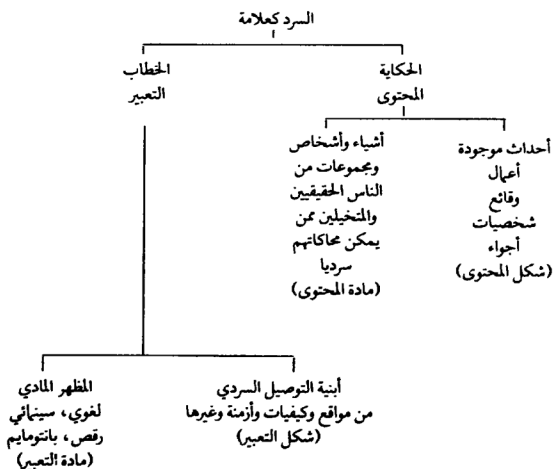 السرد كعلامة
الحكاية
المحتوى
أحداث موجودة
أعمال
وقائع
شخصيات
أجواء
(شكل المحتوى)
أشياء وأشخاص
ومجموعات من
الناس الحقيقيين
والمتخيلين ممن
يمكن محاكاتهم
سرديا
(مادة المحتوى)
الخطاب
التعبير
أبنية التوصيل السردي
من مواقع وكيفيات وأزمنة وغيرها
(شكل التعبير)
المظهر المادي
لغوي، سينمائي
رقص، بانتومايم
(مادة التعبير)